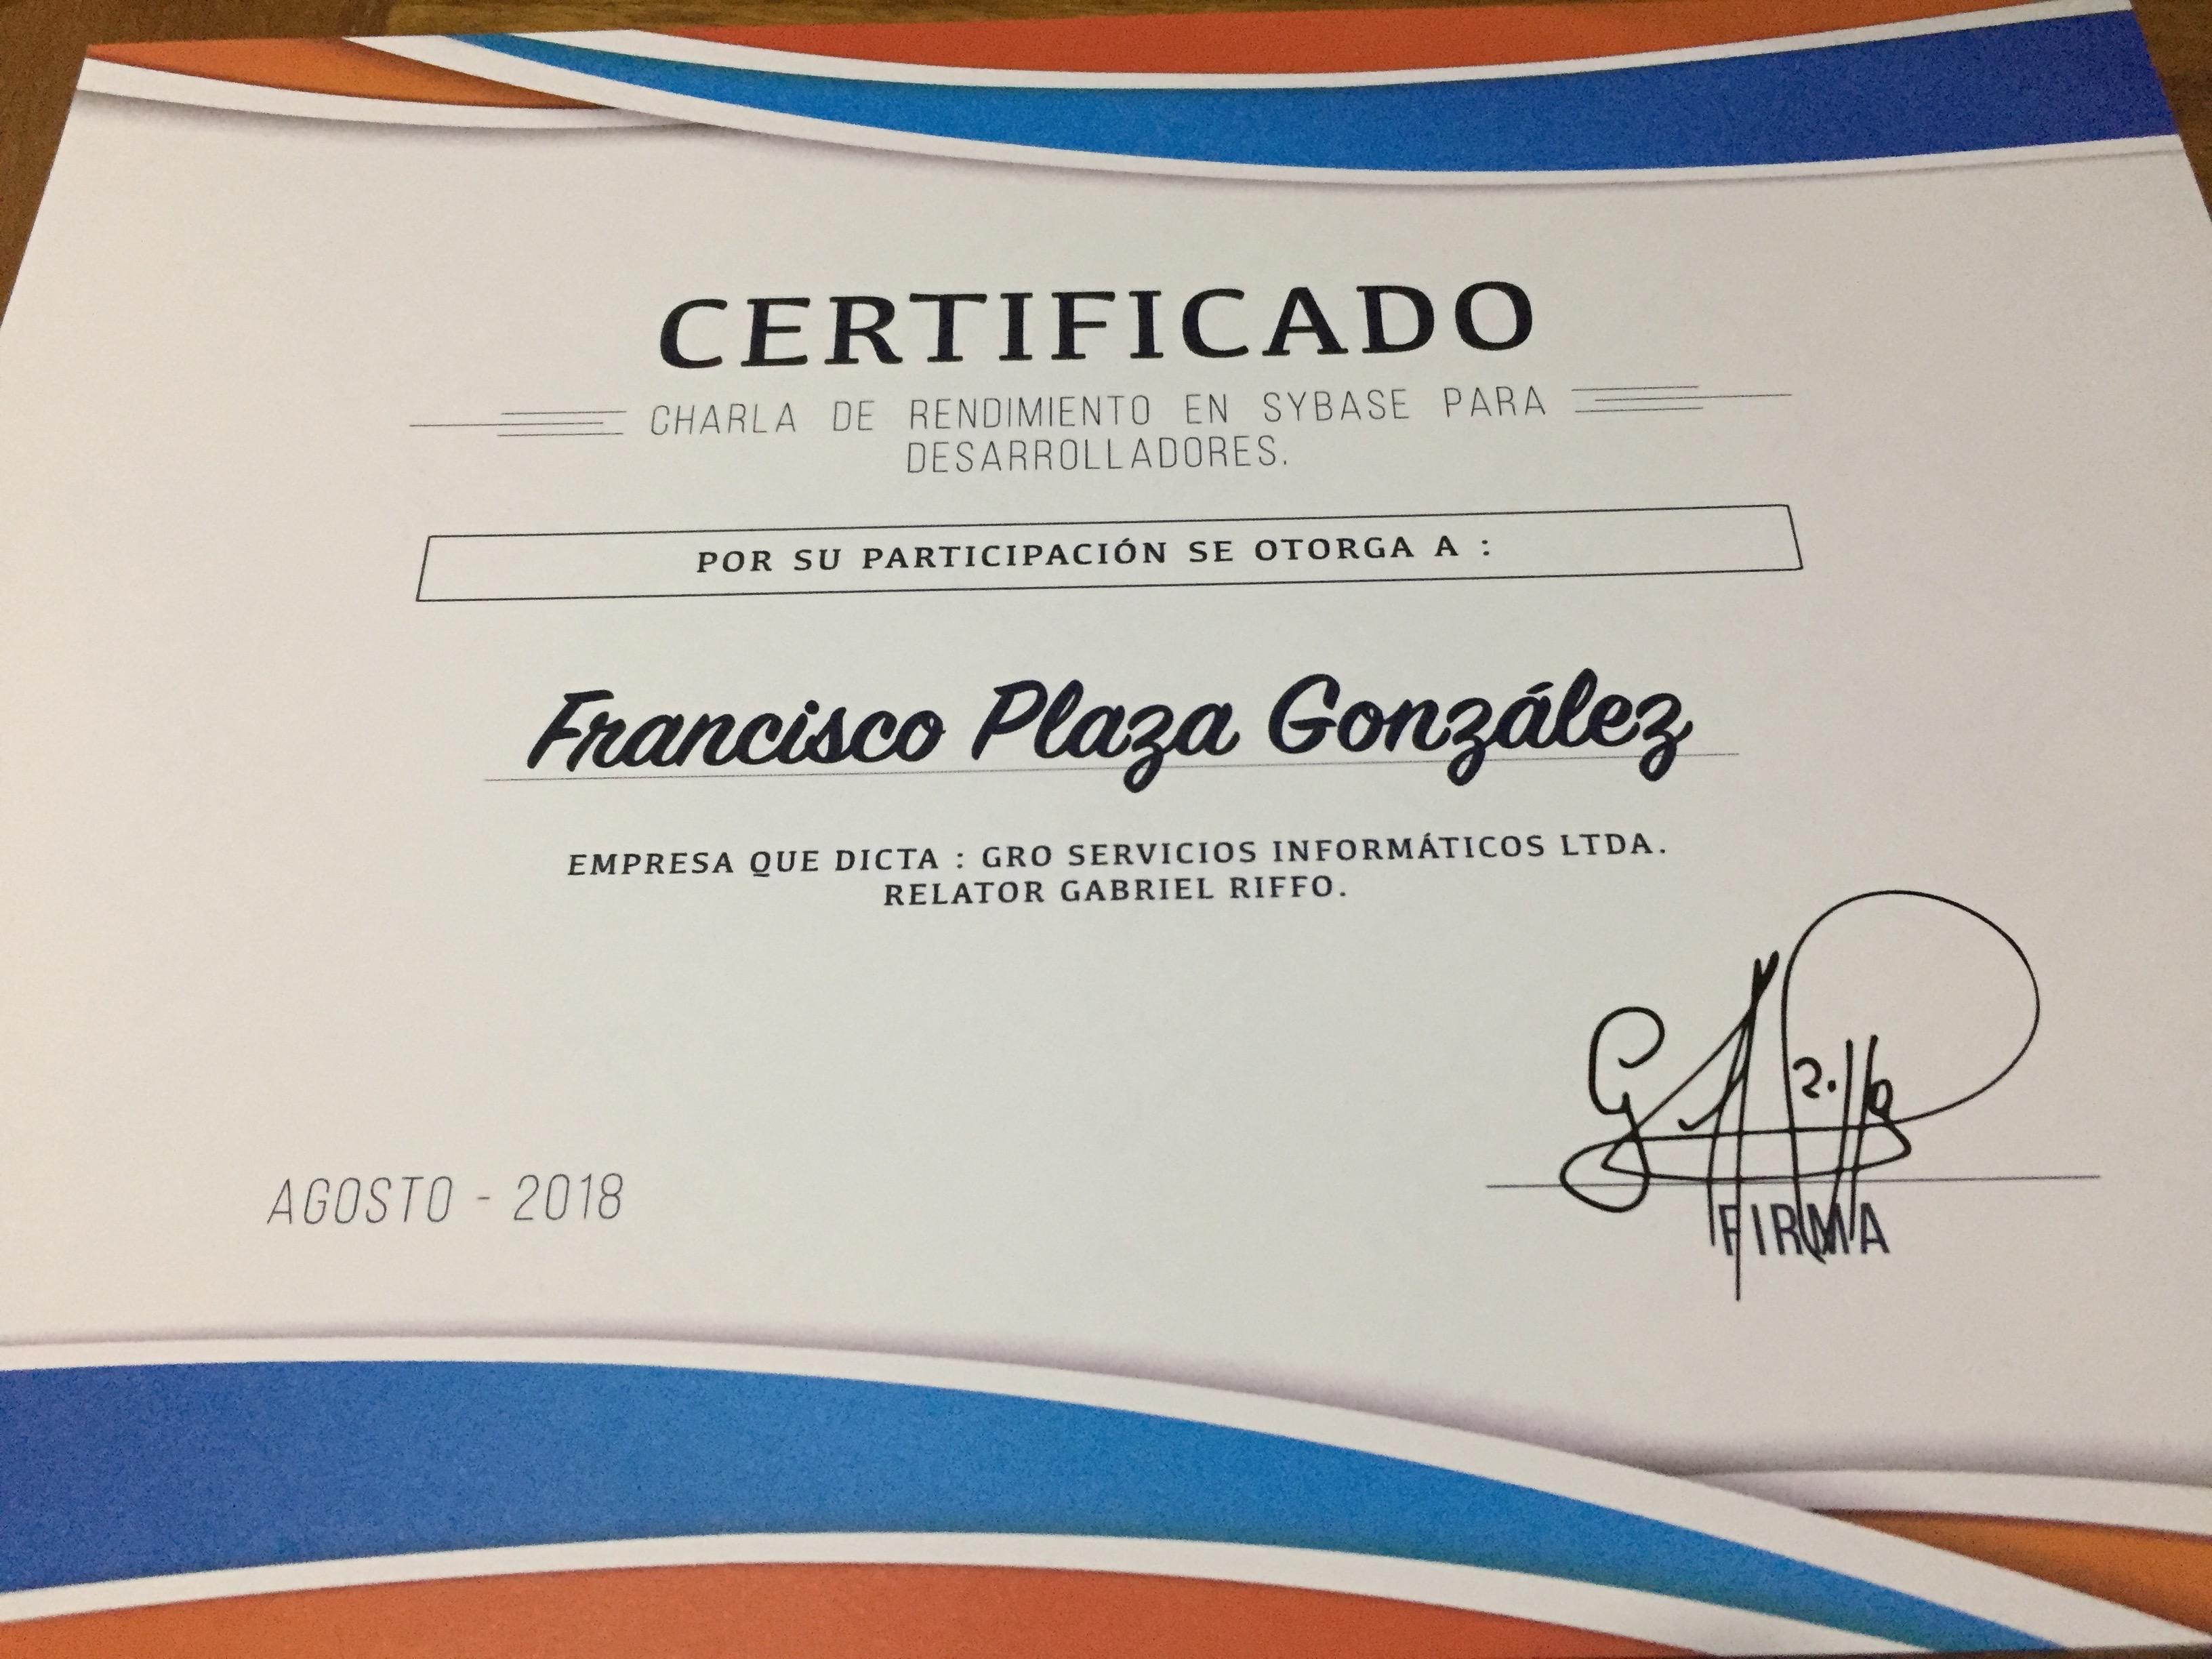 CERTIFICADO
CHARLA DE RENDIMIENTO EN SYBASE PARA
DESARROLLADORES.
POR SU PARTICIPACIÓN SE OTORGA A :
Francisco Plaza González
EMPRESA QUE DICTA : GRO SERVICIOS INFORMÁTICOS LTDA.
RELATOR GABRIEL RIFFO.
AGOSTO - 2018
FIRMA